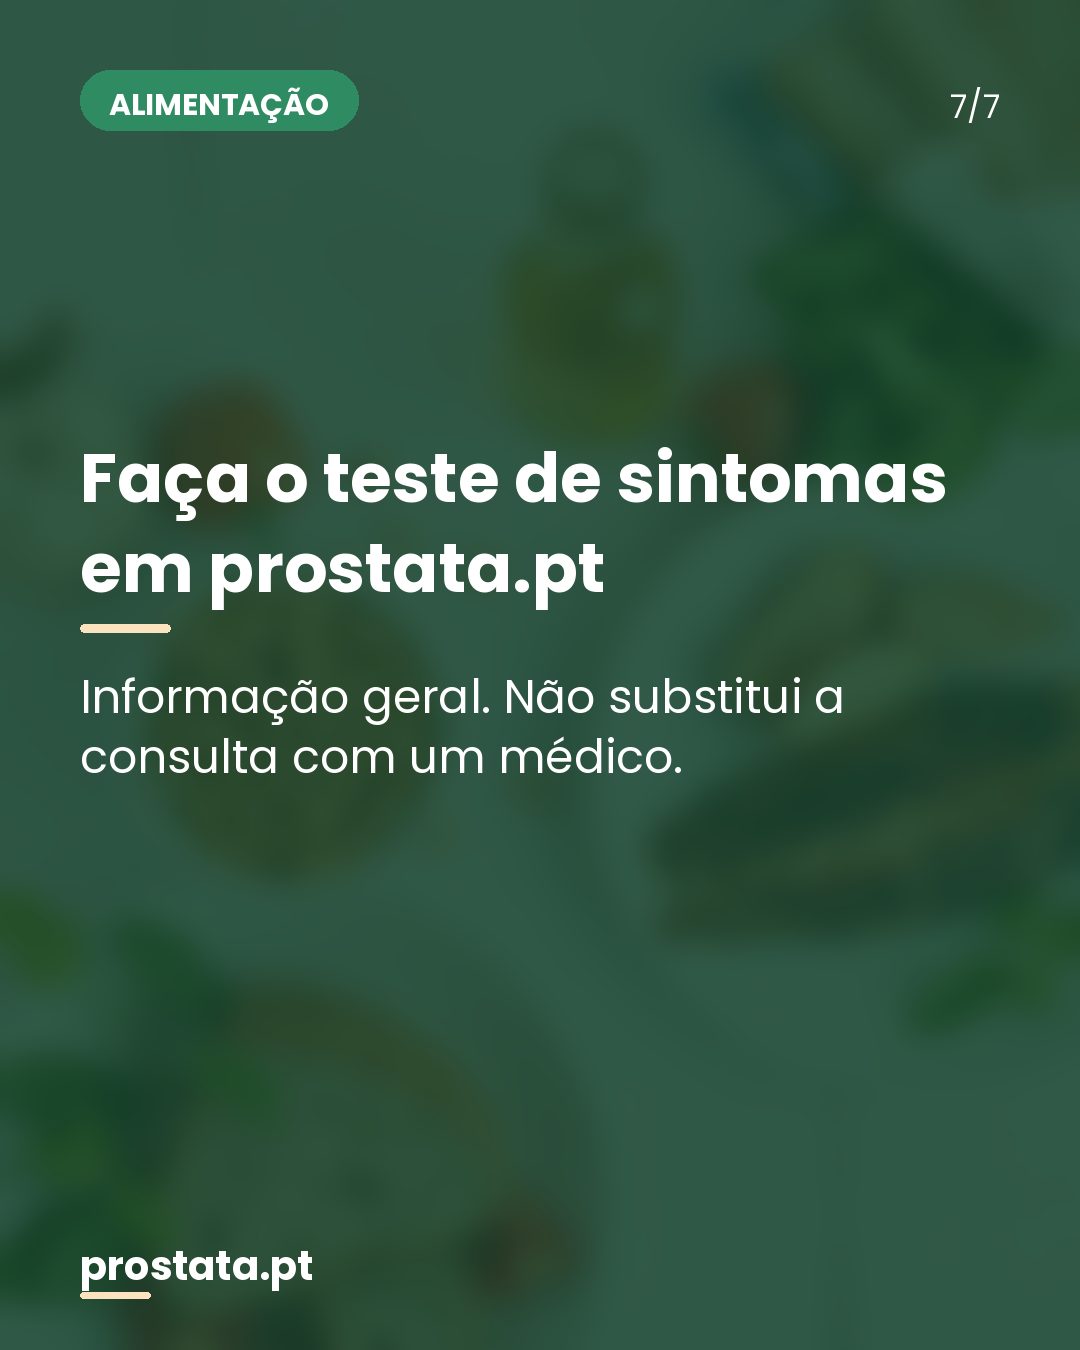 ALIMENTAÇÃO
7/7
Faça o teste de sintomas
em prostata.pt
Informação geral. Não substitui a
consulta com um médico.
prostata.pt